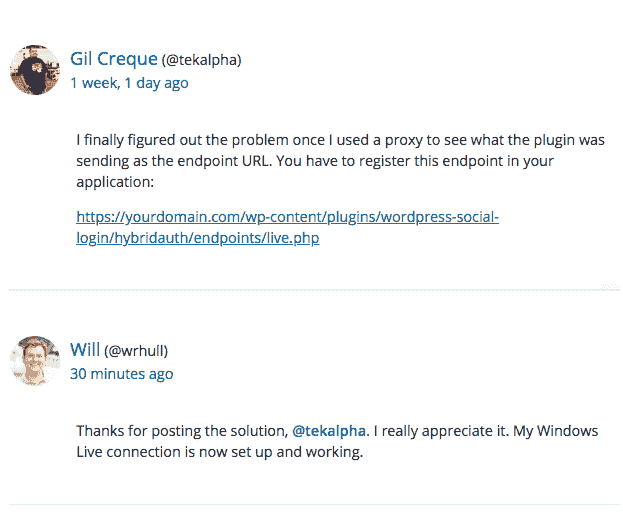 Gil Creque (@tekalpha)
1 week, 1 day ago
I finally figured out the problem once I used a proxy to see what the plugin was
sending as the endpoint URL. You have to register this endpoint in your
application:
https://yourdomain.com/wp-content/plugins/wordpress-social-
login/hybridauth/endpoints/live.php
Will (@wrhull)
30 minutes ago
Thanks for posting the solution, @tekalpha. I really appreciate it. My Windows
Live connection is now set up and working.